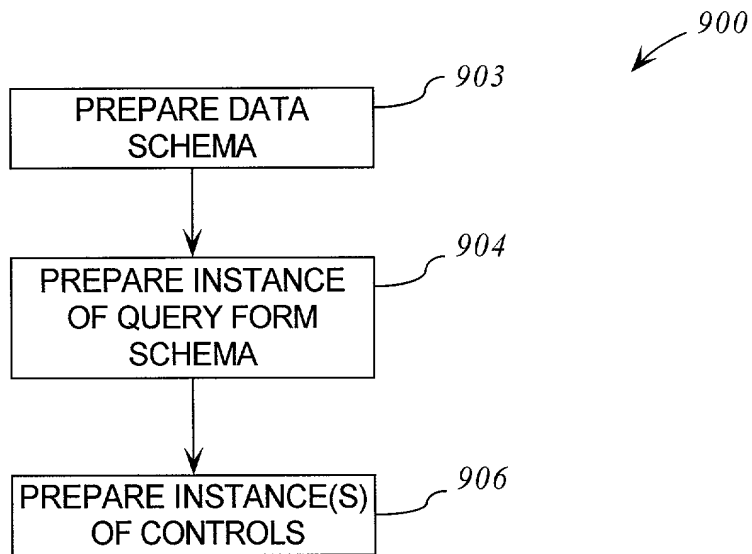 900
903
PREPARE DATA
SCHEMA
904
PREPARE INSTANCE
OF QUERY FORM
SCHEMA
906
PREPARE INSTANCE(S)
OF CONTROLS